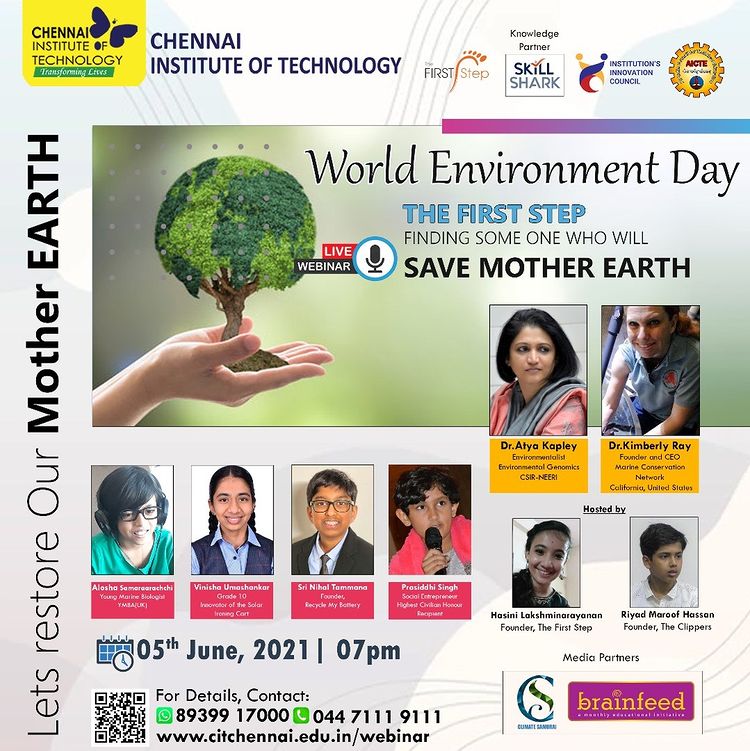 CHENNAI
INSTITUTE OF
TECHNOLOGY
Transforming Lives
CHENNAI
INSTITUTE OF TECHNOLOGY
The
FIRST Step
Knowledge
Partner
SKILL
SHARK
INSTITUTION'S
INNOVATION
COUNCIL
AICTE
Lets restore Our Mother EARTH
World Environment Day
THE FIRST STEP
FINDING SOME ONE WHO WILL
SAVE MOTHER EARTH
LIVE
WEBINAR
Dr.Atya Kapley
Environmentalist
Environmental Genomics
CSIR-NEERI
Dr.Kimberly Ray
Founder and CEO
Marine Conservation
Network
California, United States
Alosha Samaraarachchi
Young Marine Biologist
YMBA(UK)
Vinisha Umashankar
Grade 10
Innovator of the Solar
Ironing Cart
Sri Nihal Tammana
Founder,
Recycle My Battery
Prasiddhi Singh
Social Entrepreneur
Highest Civilian Honour
Recipient
Hosted by
Hasini Lakshminarayanan
Founder, The First Step
Riyad Maroof Hassan
Founder, The Clippers
05th June, 2021| 07pm
For Details, Contact:
89399 17000 044 7111 9111
www.citchennai.edu.in/webinar
Media Partners
CLIMATE SAMURAI
brainfeed
a monthly educational initiative